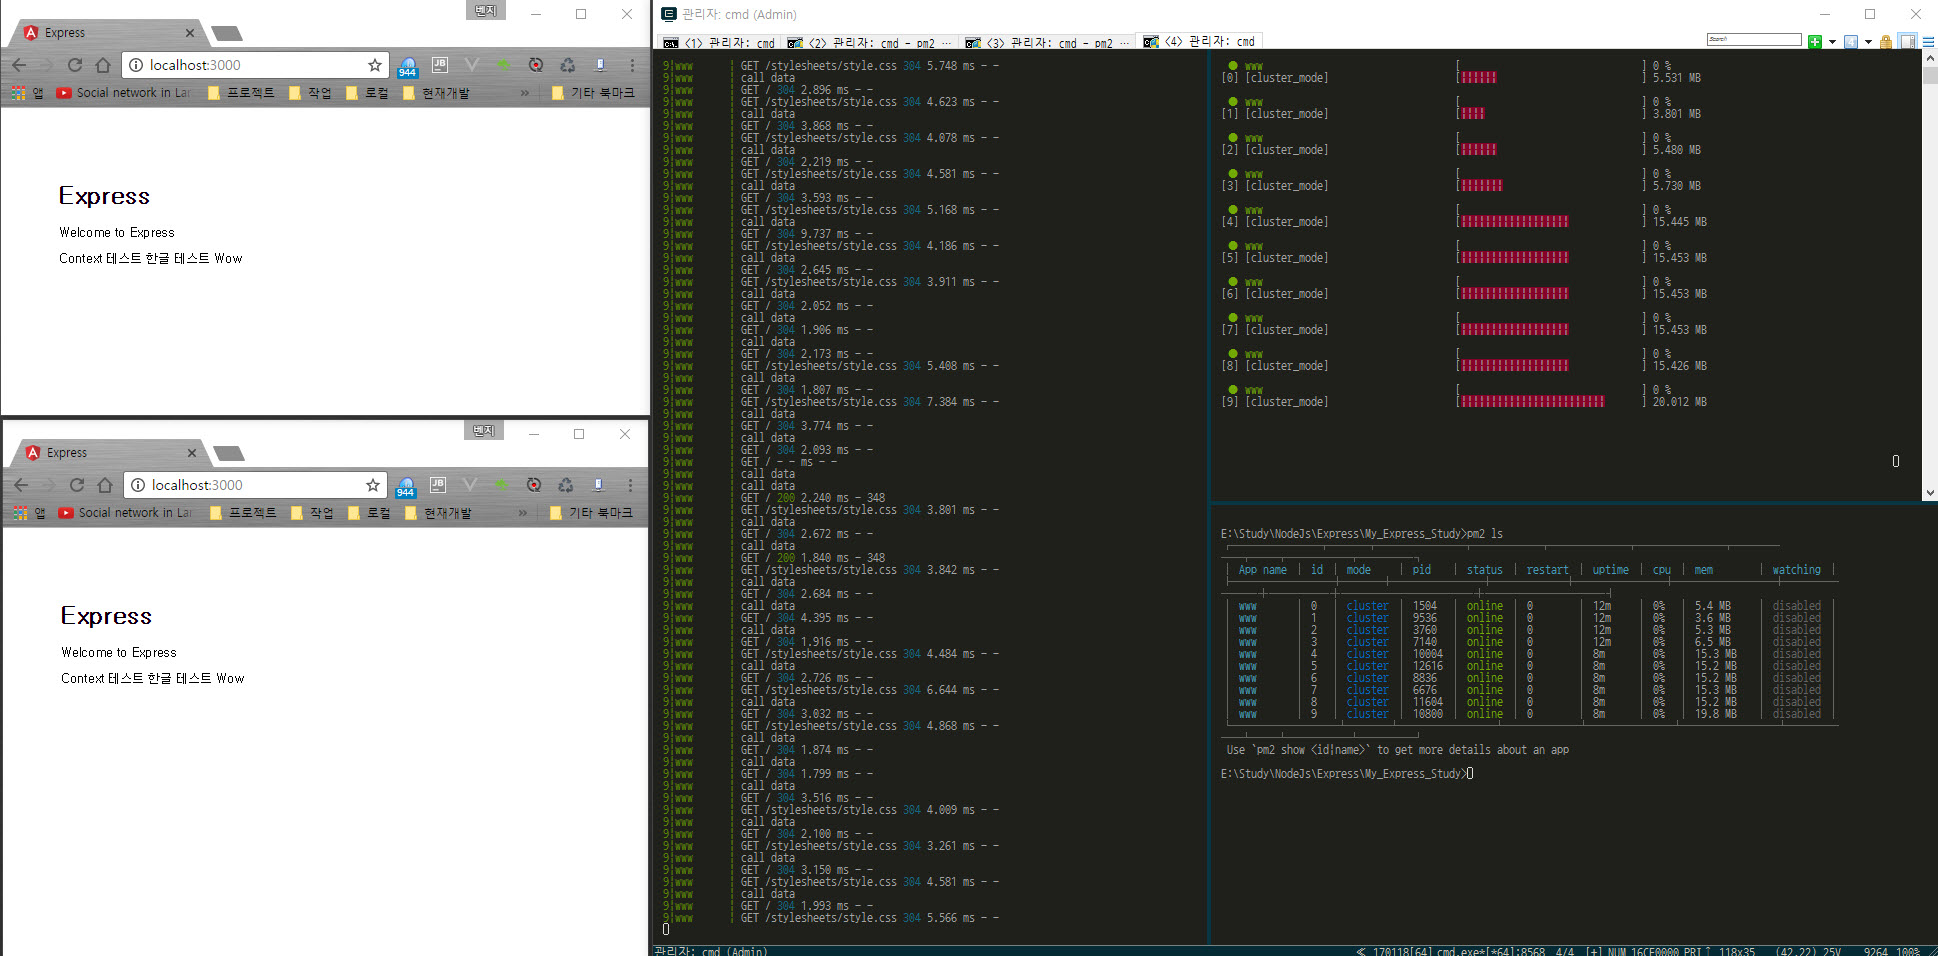 벤지
Express
localhost:3000
944
앱
Social network in Lar
프로젝트
작업
로컬
현재개발
»
기타 북마크
Express
Welcome to Express
Context 테스트 한글 테스트 Wow
벤지
Express
localhost:3000
944
앱
Social network in Lar
프로젝트
작업
로컬
현재개발
»
기타 북마크
Express
Welcome to Express
Context 테스트 한글 테스트 Wow
관리자: cmd (Admin)
<1> 관리자: cmd
<2> 관리자: cmd - pm2 ...
<3> 관리자: cmd - pm2 ...
<4> 관리자: cmd
Search
9|www | GET /stylesheets/style.css 304 5.748 ms - -
9|www | call data
9|www | GET / 304 2.896 ms - -
9|www | GET /stylesheets/style.css 304 4.623 ms - -
9|www | call data
9|www | GET / 304 3.868 ms - -
9|www | GET /stylesheets/style.css 304 4.078 ms - -
9|www | call data
9|www | GET / 304 2.219 ms - -
9|www | GET /stylesheets/style.css 304 4.581 ms - -
9|www | call data
9|www | GET / 304 3.593 ms - -
9|www | GET /stylesheets/style.css 304 5.168 ms - -
9|www | call data
9|www | GET / 304 9.737 ms - -
9|www | GET /stylesheets/style.css 304 4.186 ms - -
9|www | call data
9|www | GET / 304 2.645 ms - -
9|www | GET /stylesheets/style.css 304 3.911 ms - -
9|www | call data
9|www | GET / 304 2.052 ms - -
9|www | call data
9|www | GET / 304 1.906 ms - -
9|www | call data
9|www | GET / 304 2.173 ms - -
9|www | GET /stylesheets/style.css 304 5.408 ms - -
9|www | call data
9|www | GET / 304 1.807 ms - -
9|www | GET /stylesheets/style.css 304 7.384 ms - -
9|www | call data
9|www | GET / 304 3.774 ms - -
9|www | call data
9|www | GET / 304 2.093 ms - -
9|www | GET / - - ms - -
9|www | call data
9|www | call data
9|www | GET / 200 2.240 ms - 348
9|www | GET /stylesheets/style.css 304 3.801 ms - -
9|www | call data
9|www | GET / 304 2.672 ms - -
9|www | call data
9|www | GET / 200 1.840 ms - 348
9|www | GET /stylesheets/style.css 304 3.842 ms - -
9|www | call data
9|www | GET / 304 2.684 ms - -
9|www | call data
9|www | GET / 304 4.395 ms - -
9|www | call data
9|www | GET / 304 1.916 ms - -
9|www | GET /stylesheets/style.css 304 4.484 ms - -
9|www | call data
9|www | GET / 304 2.726 ms - -
9|www | GET /stylesheets/style.css 304 6.644 ms - -
9|www | call data
9|www | GET / 304 3.032 ms - -
9|www | GET /stylesheets/style.css 304 4.868 ms - -
9|www | call data
9|www | GET / 304 1.874 ms - -
9|www | call data
9|www | GET / 304 1.799 ms - -
9|www | call data
9|www | GET / 304 3.516 ms - -
9|www | GET /stylesheets/style.css 304 4.009 ms - -
9|www | call data
9|www | GET / 304 2.100 ms - -
9|www | GET /stylesheets/style.css 304 3.261 ms - -
9|www | call data
9|www | GET / 304 3.150 ms - -
9|www | GET /stylesheets/style.css 304 4.581 ms - -
9|www | call data
9|www | GET / 304 1.993 ms - -
9|www | GET /stylesheets/style.css 304 5.566 ms - -
● www [ ] 0 %
[0] [cluster_mode] [|||||| ] 5.531 MB
● www [ ] 0 %
[1] [cluster_mode] [|||| ] 3.801 MB
● www [ ] 0 %
[2] [cluster_mode] [|||||| ] 5.480 MB
● www [ ] 0 %
[3] [cluster_mode] [||||||| ] 5.730 MB
● www [ ] 0 %
[4] [cluster_mode] [|||||||||||||||||| ] 15.445 MB
● www [ ] 0 %
[5] [cluster_mode] [|||||||||||||||||| ] 15.453 MB
● www [ ] 0 %
[6] [cluster_mode] [|||||||||||||||||| ] 15.453 MB
● www [ ] 0 %
[7] [cluster_mode] [|||||||||||||||||| ] 15.453 MB
● www [ ] 0 %
[8] [cluster_mode] [|||||||||||||||||| ] 15.426 MB
● www [ ] 0 %
[9] [cluster_mode] [|||||||||||||||||||||||| ] 20.012 MB
E:\Study\NodeJs\Express\My_Express_Study>pm2 ls
App name | id | mode | pid | status | restart | uptime | cpu | mem | watching
www | 0 | cluster | 1504 | online | 0 | 12m | 0% | 5.4 MB | disabled
www | 1 | cluster | 9536 | online | 0 | 12m | 0% | 3.6 MB | disabled
www | 2 | cluster | 3760 | online | 0 | 12m | 0% | 5.3 MB | disabled
www | 3 | cluster | 7140 | online | 0 | 12m | 0% | 6.5 MB | disabled
www | 4 | cluster | 10004 | online | 0 | 8m | 0% | 15.3 MB | disabled
www | 5 | cluster | 12616 | online | 0 | 8m | 0% | 15.2 MB | disabled
www | 6 | cluster | 8836 | online | 0 | 8m | 0% | 15.2 MB | disabled
www | 7 | cluster | 6676 | online | 0 | 8m | 0% | 15.3 MB | disabled
www | 8 | cluster | 11604 | online | 0 | 8m | 0% | 15.2 MB | disabled
www | 9 | cluster | 10800 | online | 0 | 8m | 0% | 19.8 MB | disabled
Use `pm2 show <id|name>` to get more details about an app
E:\Study\NodeJs\Express\My_Express_Study>
관리자: cmd (Admin)
≪ 170118[64] cmd.exe*[*64]:8568 4/4 [+] NUM 16CE0000 PRI 118x35 (42,22) 25V 9264 100%